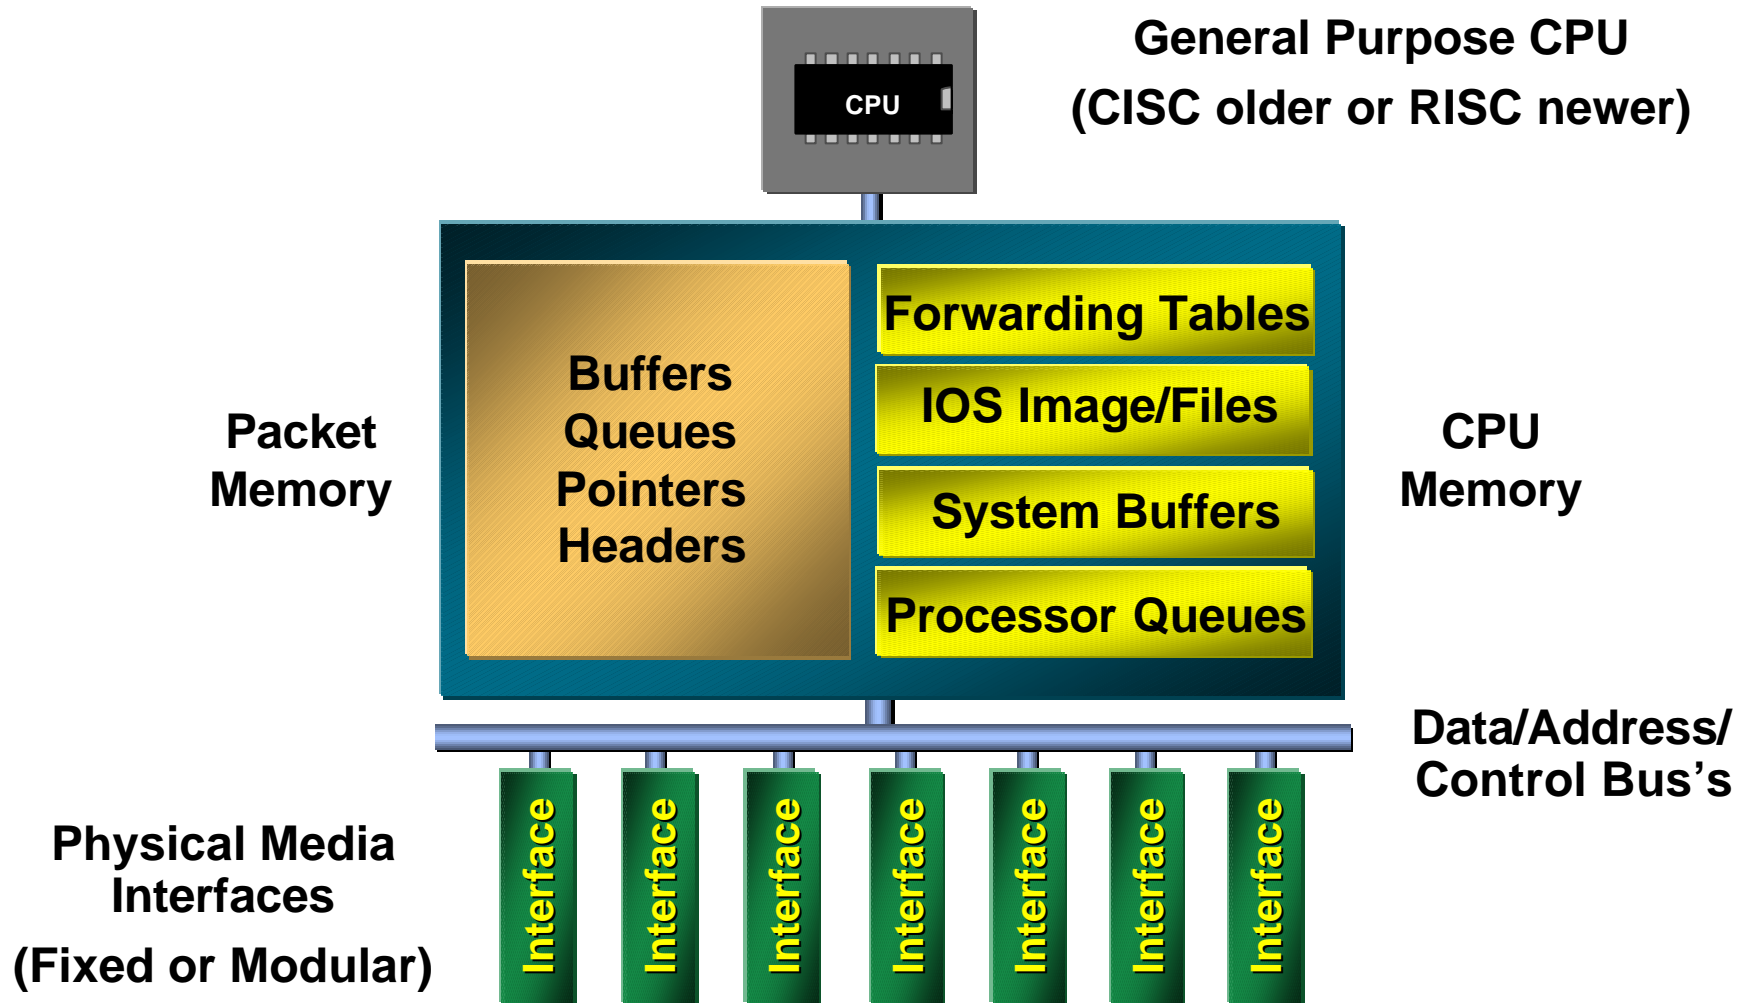 General Purpose CPU
(CISC older or RISC newer)
CPU
Packet
Memory
Buffers
Queues
Pointers
Headers
Forwarding Tables
IOS Image/Files
System Buffers
Processor Queues
CPU
Memory
Data/Address/
Control Bus’s
Physical Media
Interfaces
(Fixed or Modular)
Interface
Interface
Interface
Interface
Interface
Interface
Interface